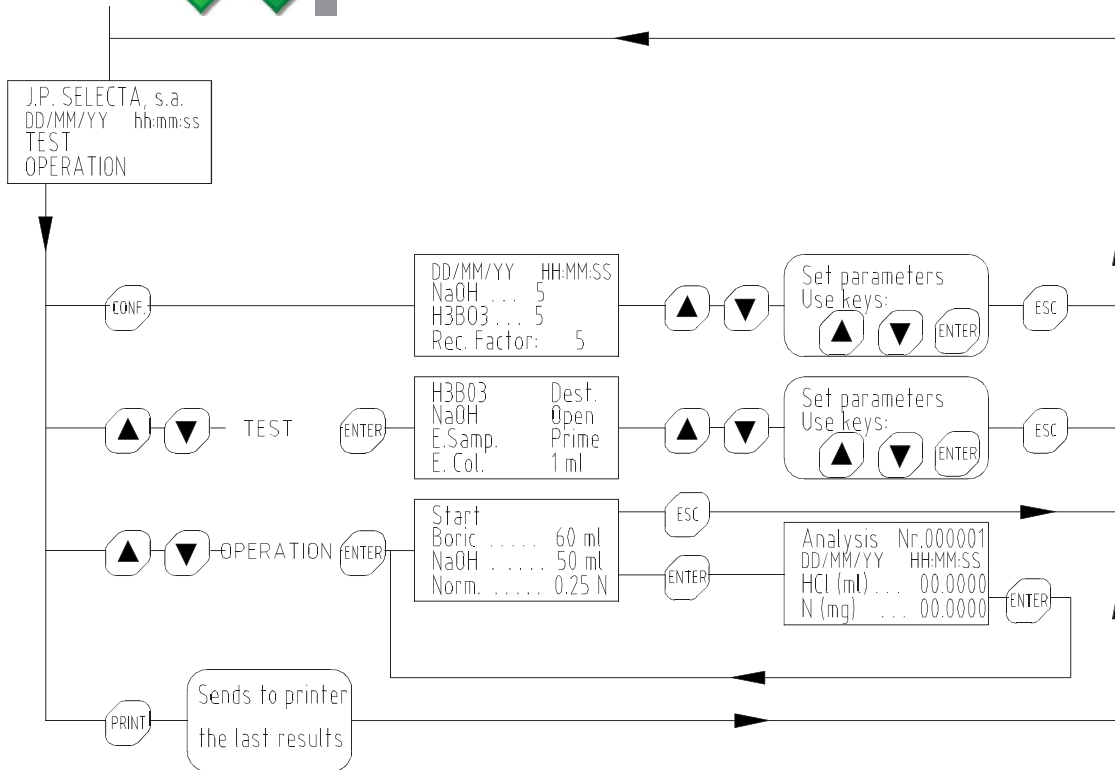 J.P. SELECTA, s.a.
DD/MM/YY hh:mm:ss
TEST
OPERATION
CONF.
DD/MM/YY HH:MM:SS
NaOH ... 5
H3BO3 ... 5
Rec. Factor: 5
Set parameters
Use keys:
ENTER
ESC
TEST
ENTER
H3BO3 Dest.
NaOH Open
E.Samp. Prime
E. Col. 1 ml
Set parameters
Use keys:
ENTER
ESC
OPERATION
ENTER
Start
Boric ..... 60 ml
NaOH ...... 50 ml
Norm. ...... 0.25 N
ESC
ENTER
Analysis Nr.000001
DD/MM/YY HH:MM:SS
HCl (ml) ... 00.0000
N (mg) ... 00.0000
ENTER
PRINT
Sends to printer
the last results